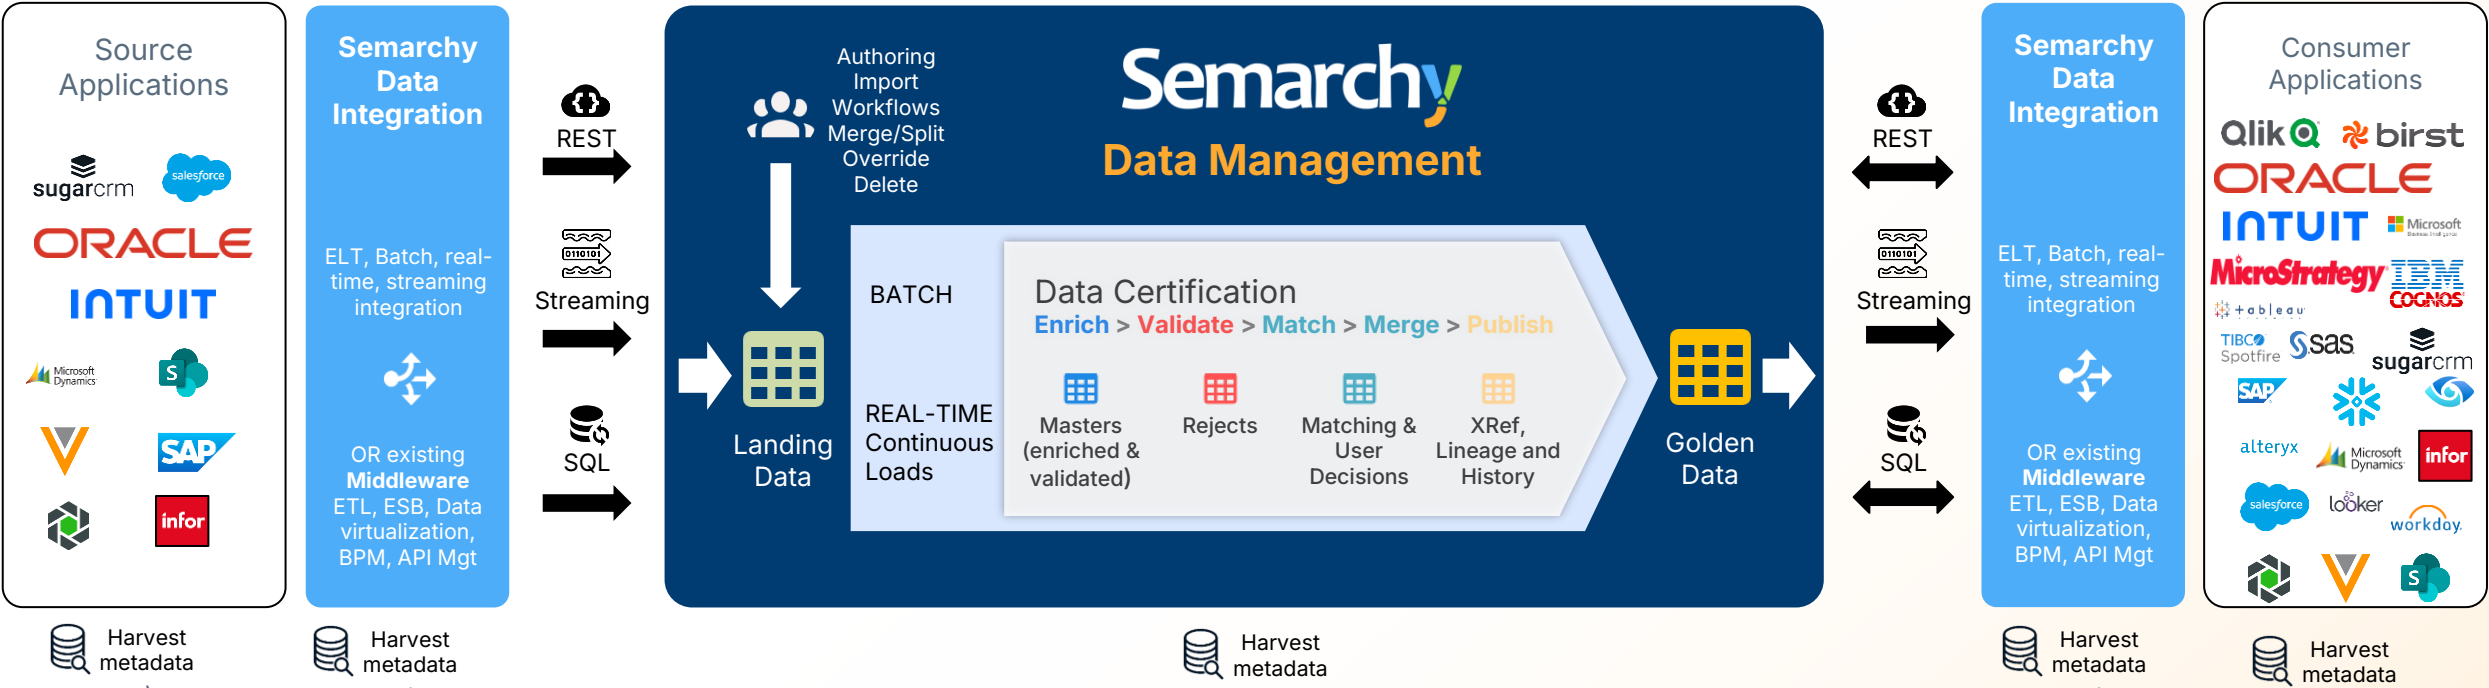 Source
Applications
sugarcrm
salesforce
ORACLE
INTUIT
Microsoft
Dynamics
S
SAP
infor
Harvest
metadata
Semarchy
Data
Integration
ELT, Batch, real-
time, streaming
integration
OR existing
Middleware
ETL, ESB, Data
virtualization,
BPM, API Mgt
Harvest
metadata
REST
0110101
Streaming
SQL
Authoring
Import
Workflows
Merge/Split
Override
Delete
Semarchy
Data Management
Landing
Data
BATCH
REAL-TIME
Continuous
Loads
Data Certification
Enrich > Validate > Match > Merge > Publish
Masters
(enriched &
validated)
Rejects
Matching &
User
Decisions
XRef,
Lineage and
History
Golden
Data
Harvest
metadata
REST
0110101
Streaming
SQL
Semarchy
Data
Integration
ELT, Batch, real-
time, streaming
integration
OR existing
Middleware
ETL, ESB, Data
virtualization,
BPM, API Mgt
Harvest
metadata
Consumer
Applications
Qlik
birst
ORACLE
INTUIT
Microsoft
Business Intelligence
MicroStrategy
IBM
COGNOS
tableau
TIBCO
Spotfire
sas
sugarcrm
SAP
alteryx
Microsoft
Dynamics
infor
salesforce
looker
workday.
S
Harvest
metadata